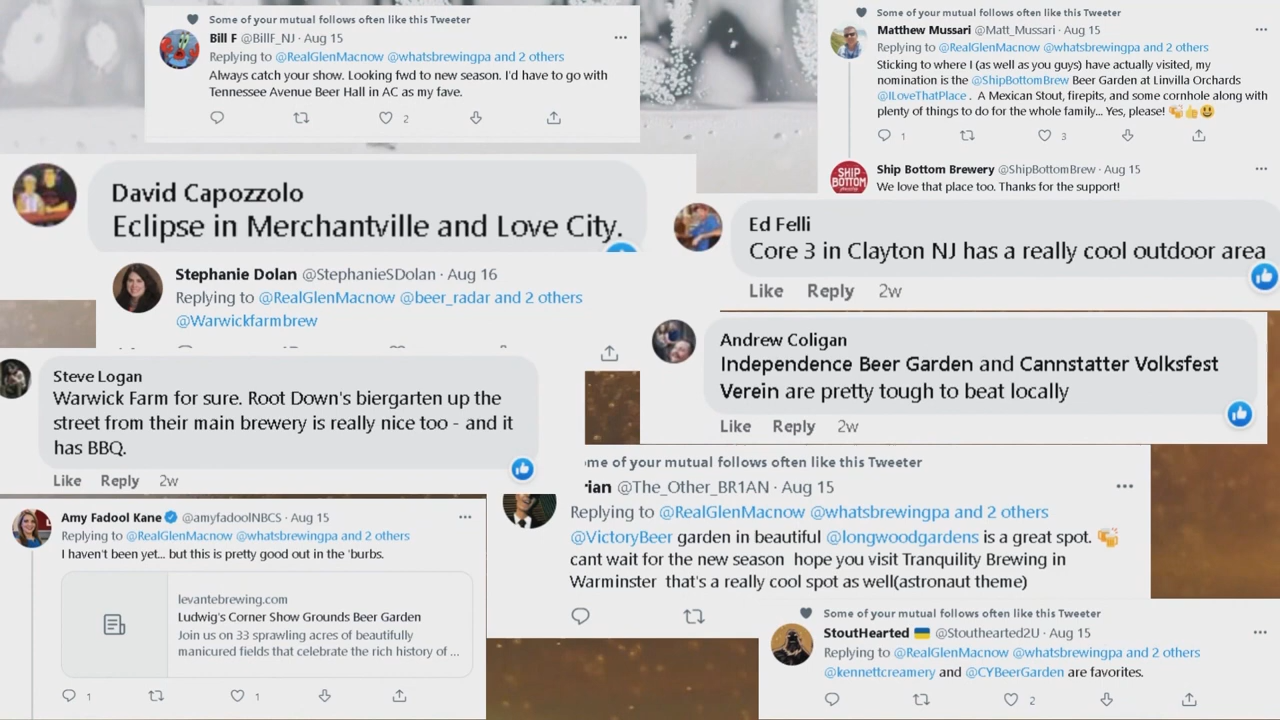 Some of your mutual follows often like this Tweeter
Bill F @BillF_NJ · Aug 15
Replying to @RealGlenMacnow @whatsbrewingpa and 2 others
Always catch your show. Looking fwd to new season. I'd have to go with
Tennessee Avenue Beer Hall in AC as my fave.
2
Some of your mutual follows often like this Tweeter
Matthew Mussari @Matt_Mussari · Aug 15
Replying to @RealGlenMacnow @whatsbrewingpa and 2 others
Sticking to where I (as well as you guys) have actually visited, my
nomination is the @ShipBottomBrew Beer Garden at Linvilla Orchards
@ILoveThatPlace . A Mexican Stout, firepits, and some cornhole along with
plenty of things to do for the whole family... Yes, please! 🍻👍😃
1 3
SHIP BOTTOM
Ship Bottom Brewery @ShipBottomBrew · Aug 15
We love that place too. Thanks for the support!
David Capozzolo
Eclipse in Merchantville and Love City.
Ed Felli
Core 3 in Clayton NJ has a really cool outdoor area
Like Reply 2w
Stephanie Dolan @StephanieSDolan · Aug 16
Replying to @RealGlenMacnow @beer_radar and 2 others
@Warwickfarmbrew
Andrew Coligan
Independence Beer Garden and Cannstatter Volksfest
Verein are pretty tough to beat locally
Like Reply 2w
Steve Logan
Warwick Farm for sure. Root Down's biergarten up the
street from their main brewery is really nice too - and it
has BBQ.
Like Reply 2w
me of your mutual follows often like this Tweeter
rian @The_Other_BR1AN · Aug 15
Replying to @RealGlenMacnow @whatsbrewingpa and 2 others
@VictoryBeer garden in beautiful @longwoodgardens is a great spot. 🍻
cant wait for the new season hope you visit Tranquility Brewing in
Warminster that's a really cool spot as well(astronaut theme)
Amy Fadool Kane @amyfadoolNBCS · Aug 15
Replying to @RealGlenMacnow @whatsbrewingpa and 2 others
I haven't been yet... but this is pretty good out in the 'burbs.
levantebrewing.com
Ludwig's Corner Show Grounds Beer Garden
Join us on 33 sprawling acres of beautifully
manicured fields that celebrate the rich history of ...
1 1
Some of your mutual follows often like this Tweeter
StoutHearted 🇺🇦 @Stouthearted2U · Aug 15
Replying to @RealGlenMacnow @whatsbrewingpa and 2 others
@kennettcreamery and @CYBeerGarden are favorites.
2